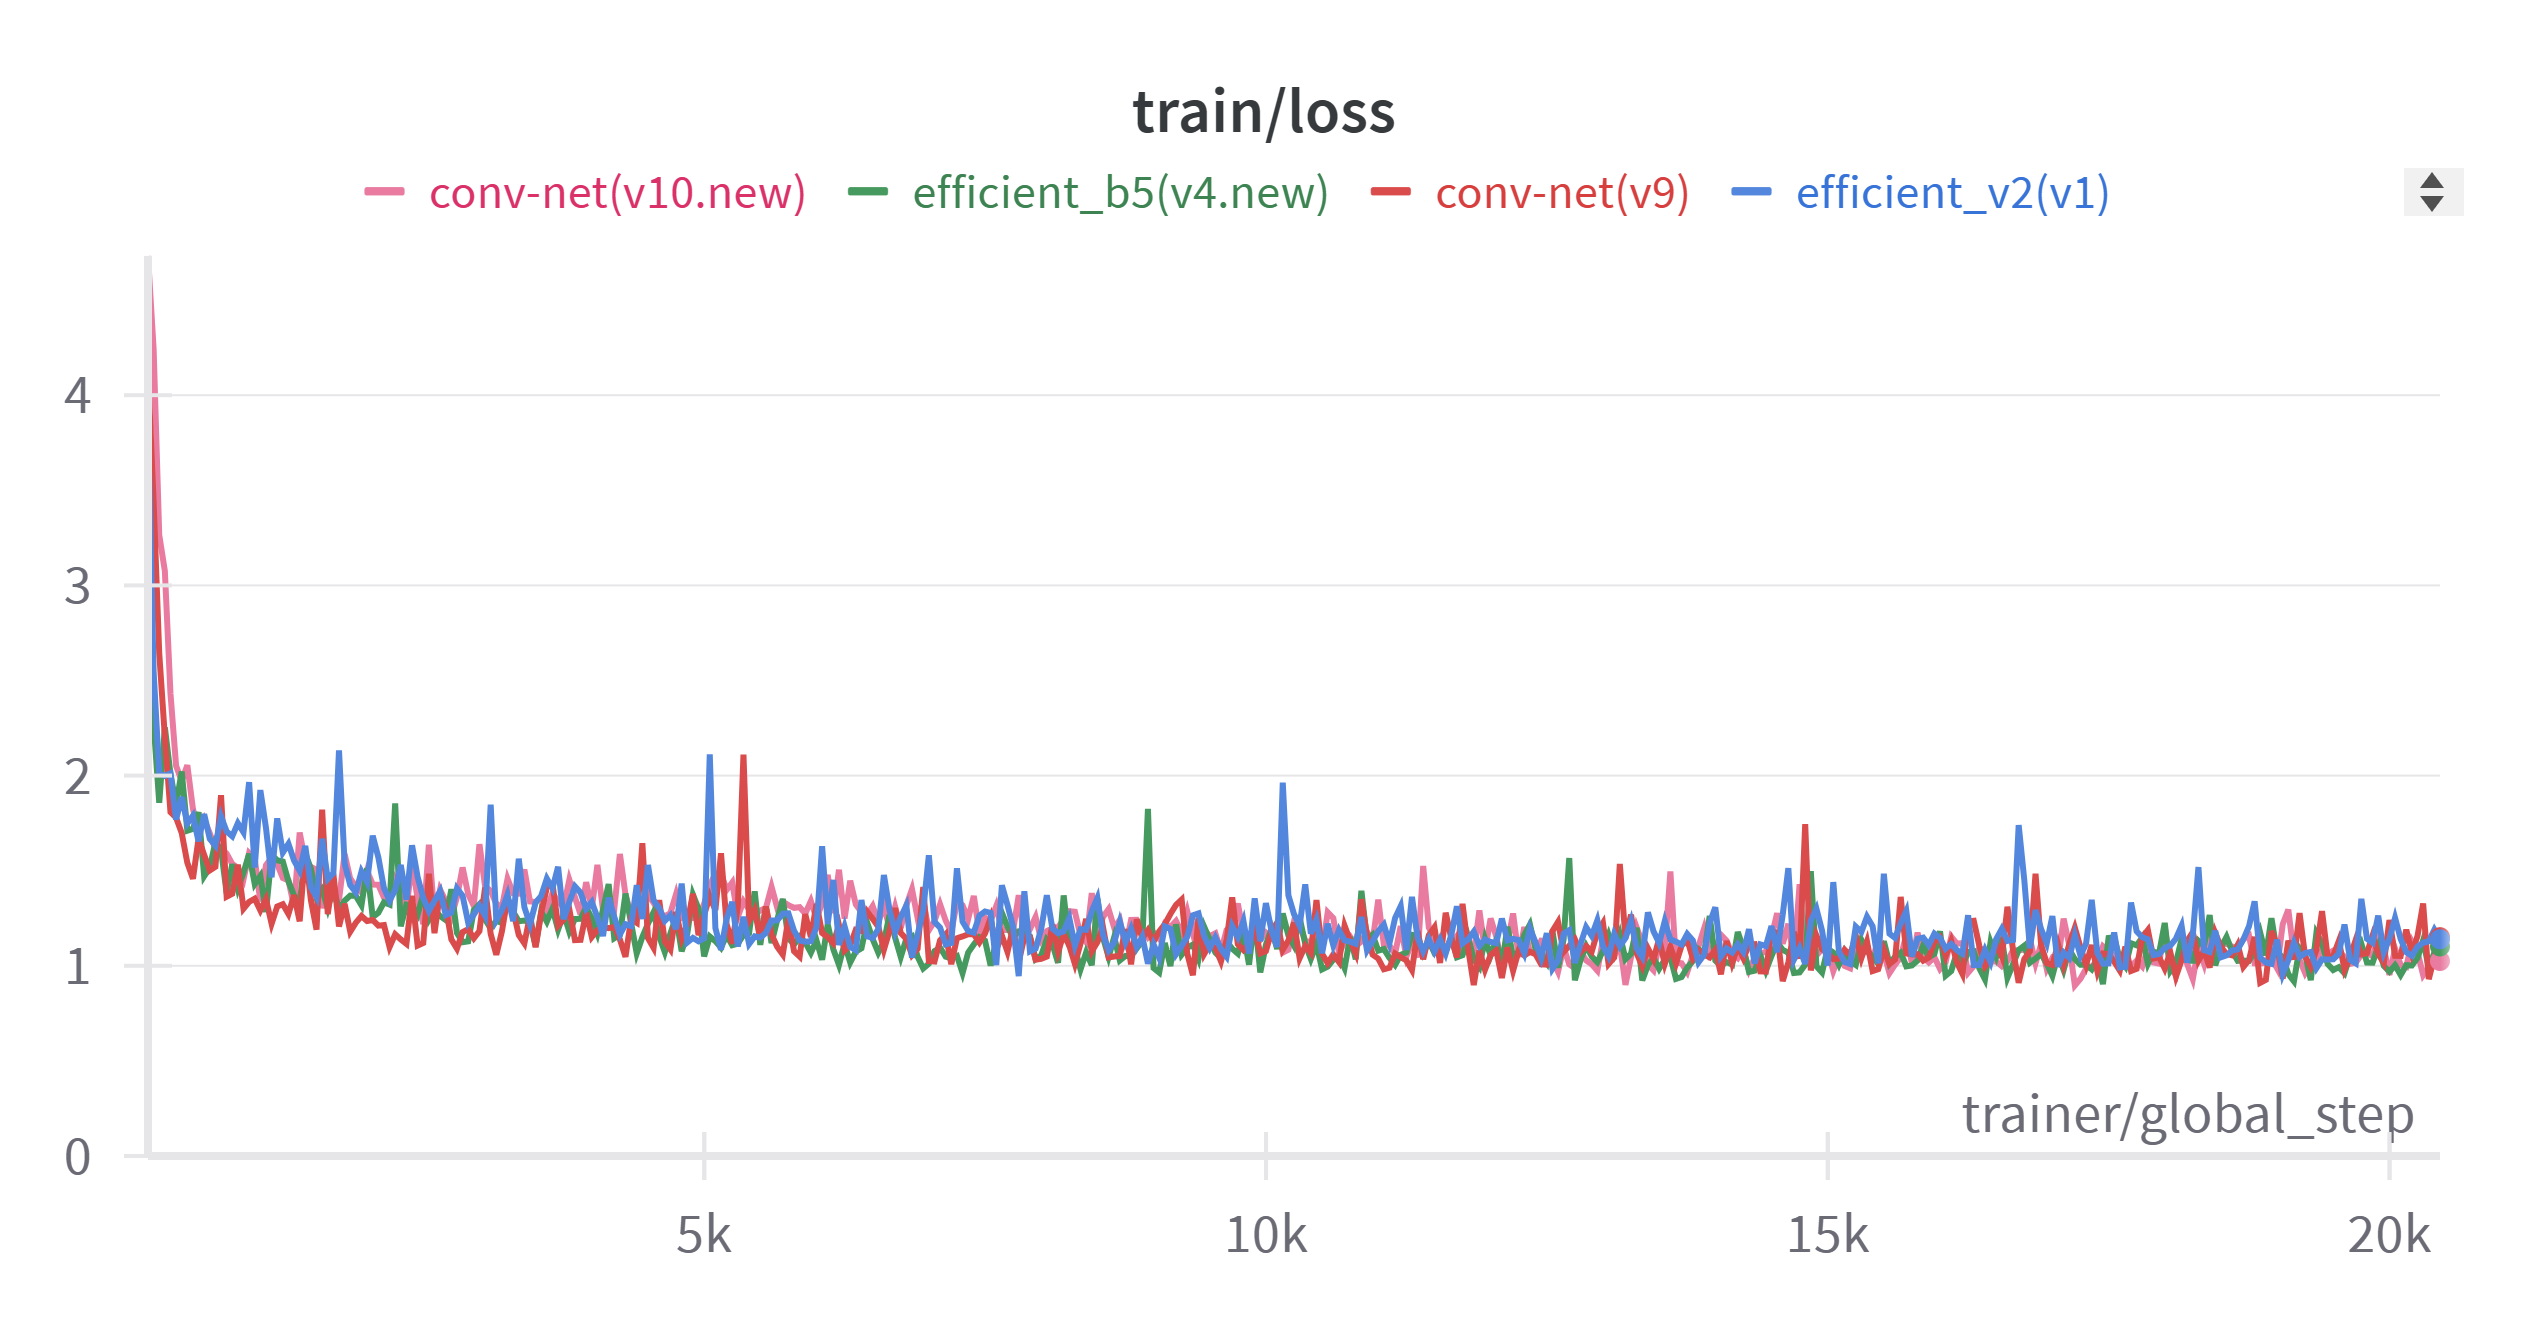 train/loss
conv-net(v10.new) efficient_b5(v4.new) conv-net(v9) efficient_v2(v1)
4
3
2
1
0
trainer/global_step
5k 10k 15k 20k